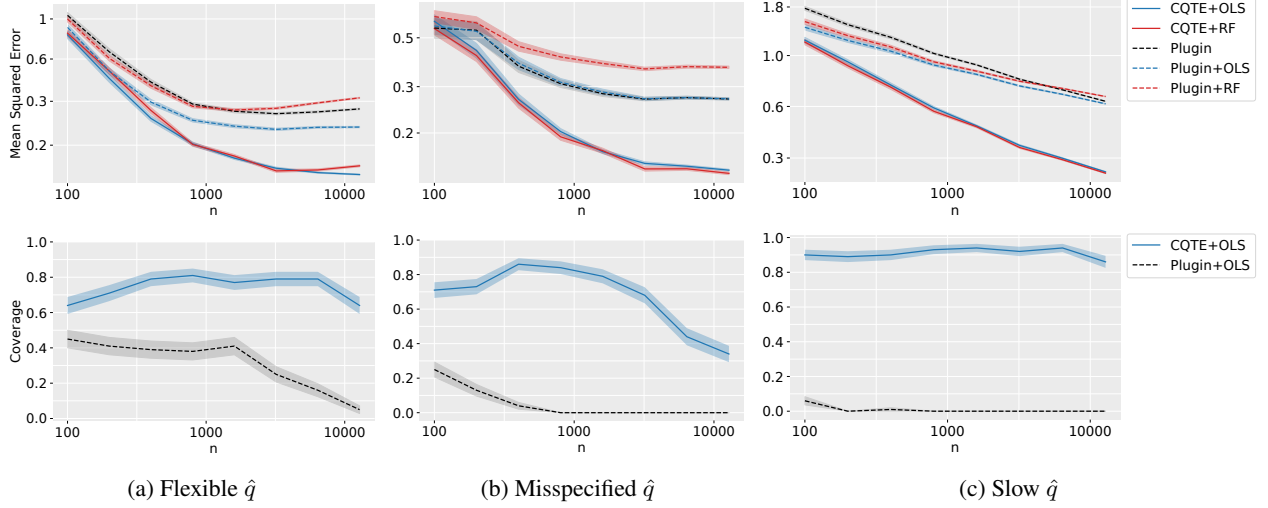 Mean Squared Error
1
0.6
0.3
0.2
100
1000
10000
n
0.5
0.3
0.2
100
1000
10000
n
1.8
1.0
0.6
0.3
100
1000
10000
n
CQTE+OLS
CQTE+RF
Plugin
Plugin+OLS
Plugin+RF
Coverage
1.0
0.8
0.6
0.4
0.2
0.0
100
1000
10000
n
1.0
0.8
0.6
0.4
0.2
0.0
100
1000
10000
n
1.0
0.8
0.6
0.4
0.2
0.0
100
1000
10000
n
CQTE+OLS
Plugin+OLS
(a) Flexible q̂
(b) Misspecified q̂
(c) Slow q̂